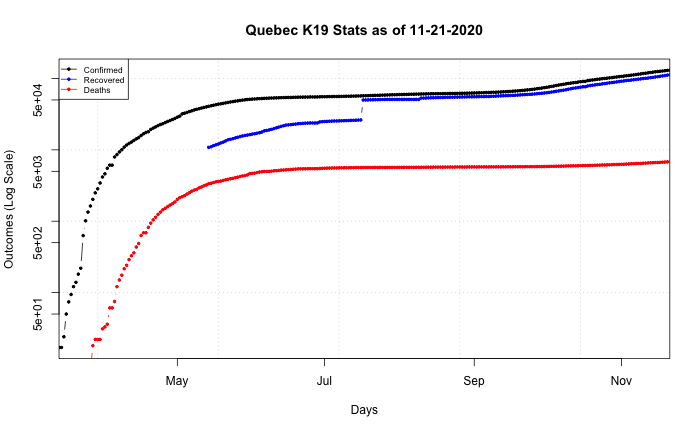 Quebec K19 Stats as of 11-21-2020
Confirmed
Recovered
Deaths
Outcomes (Log Scale)
5e+04
5e+03
5e+02
5e+01
May Jul Sep Nov
Days